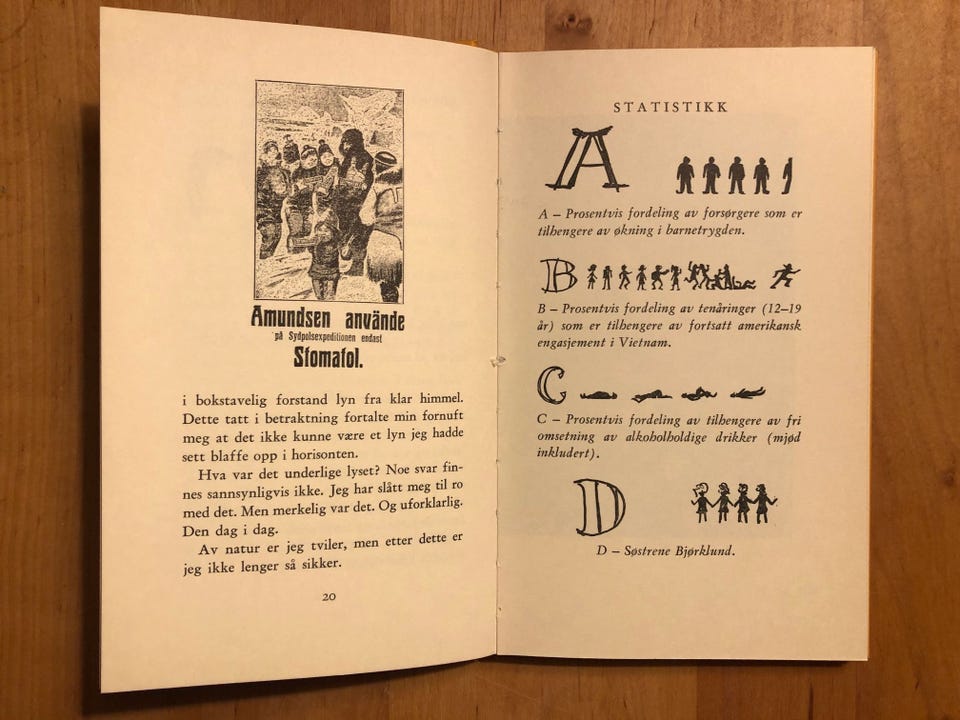 Amundsen använde
på Sydpolsexpeditionen endast
Stomatol.
i bokstavelig forstand lyn fra klar himmel.
Dette tatt i betraktning fortalte min fornuft
meg at det ikke kunne være et lyn jeg hadde
sett blaffe opp i horisonten.
Hva var det underlige lyset? Noe svar fin-
nes sannsynligvis ikke. Jeg har slått meg til ro
med det. Men merkelig var det. Og uforklarlig.
Den dag i dag.
Av natur er jeg tviler, men etter dette er
jeg ikke lenger så sikker.
20
STATISTIKK
A
A – Prosentvis fordeling av forsørgere som er
tilhengere av økning i barnetrygden.
B
B – Prosentvis fordeling av tenåringer (12–19
år) som er tilhengere av fortsatt amerikansk
engasjement i Vietnam.
C
C – Prosentvis fordeling av tilhengere av fri
omsetning av alkoholholdige drikker (mjød
inkludert).
D
D – Søstrene Bjørklund.